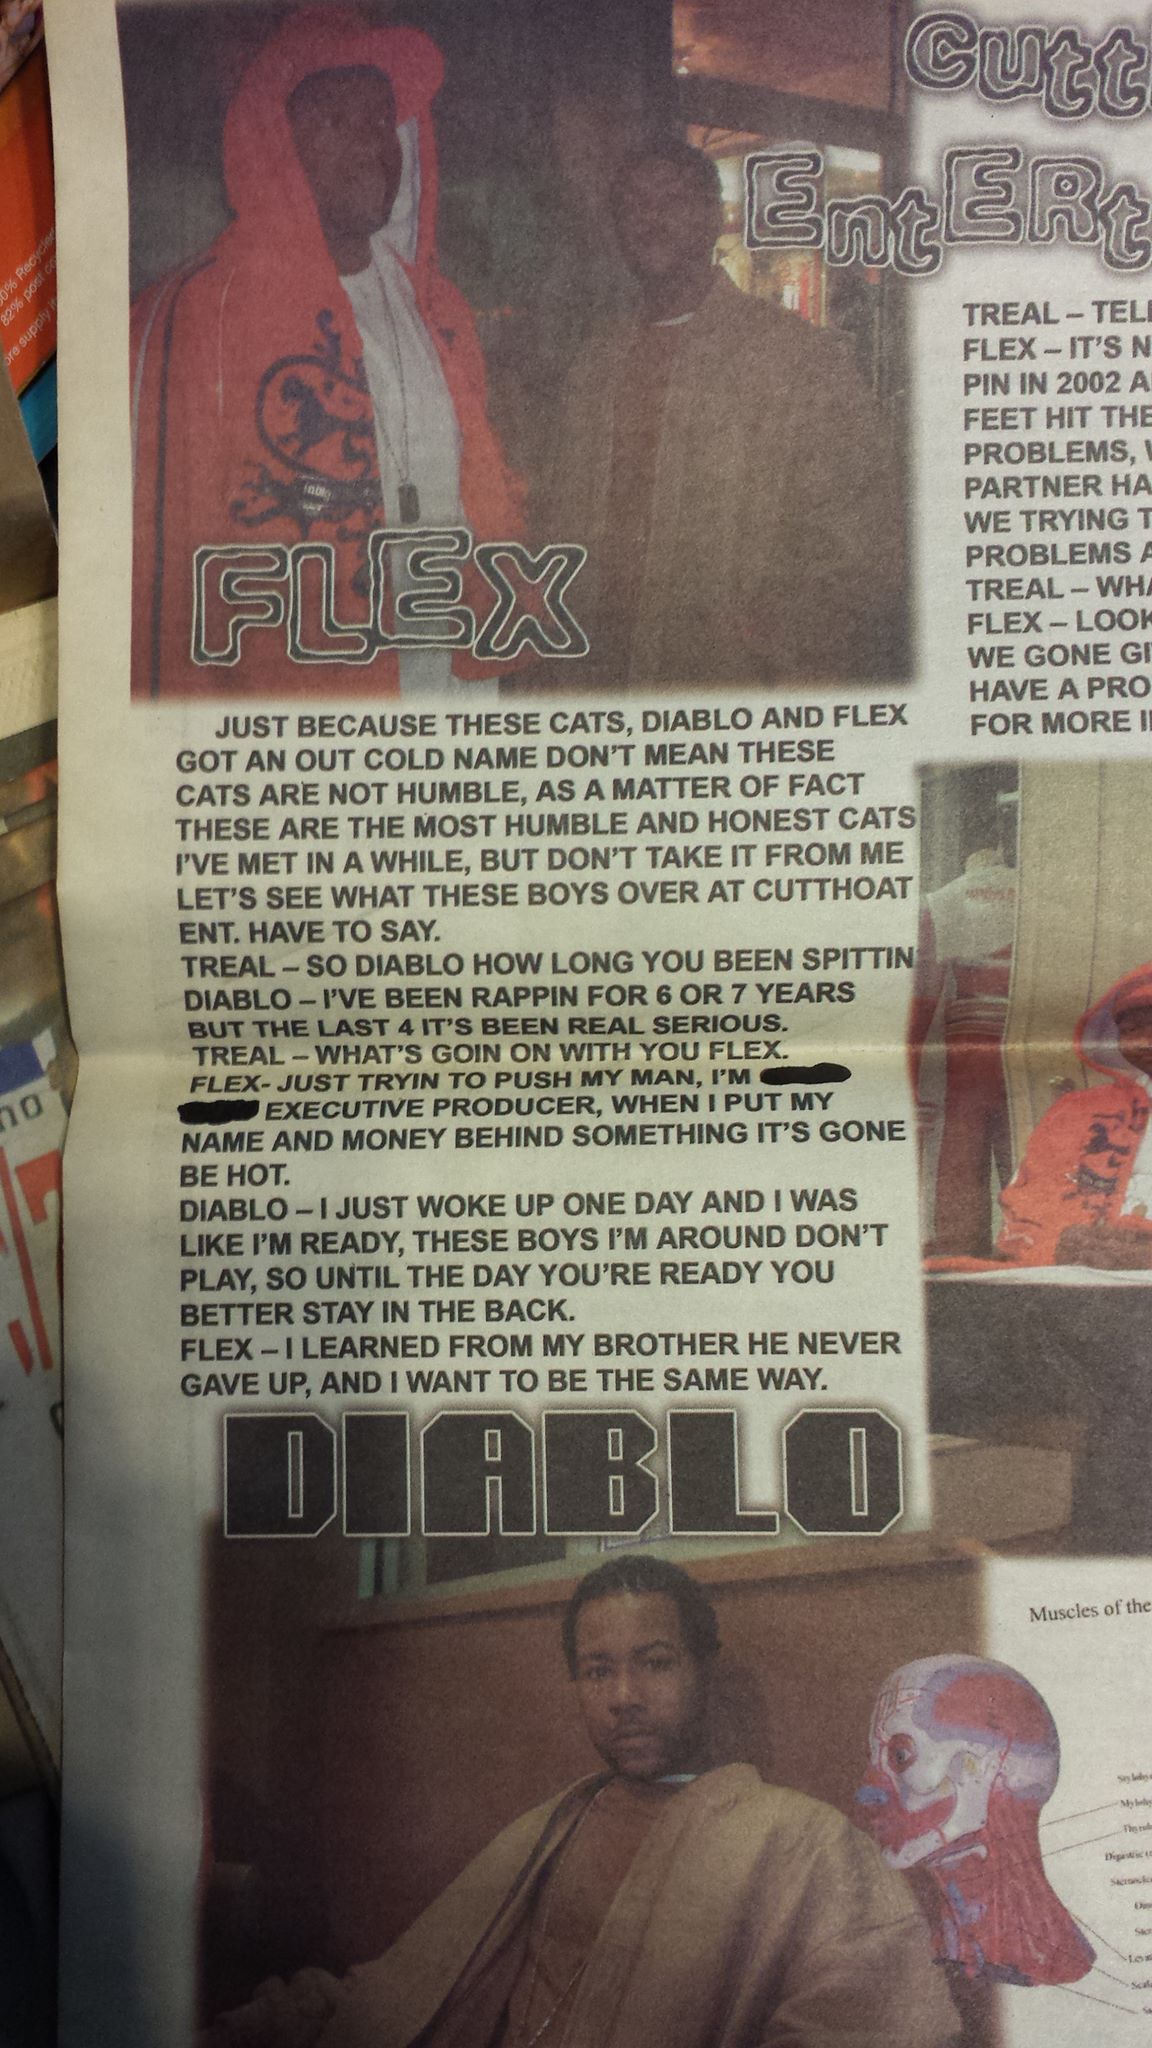 Cutt
EntERt
FLEX
TREAL – TELL
FLEX – IT'S N
PIN IN 2002 A
FEET HIT THE
PROBLEMS, W
PARTNER HA
WE TRYING T
PROBLEMS A
TREAL – WHA
FLEX – LOOK
WE GONE GI
HAVE A PRO
FOR MORE I
JUST BECAUSE THESE CATS, DIABLO AND FLEX
GOT AN OUT COLD NAME DON'T MEAN THESE
CATS ARE NOT HUMBLE, AS A MATTER OF FACT
THESE ARE THE MOST HUMBLE AND HONEST CATS
I'VE MET IN A WHILE, BUT DON'T TAKE IT FROM ME
LET'S SEE WHAT THESE BOYS OVER AT CUTTHOAT
ENT. HAVE TO SAY.
TREAL – SO DIABLO HOW LONG YOU BEEN SPITTIN
DIABLO – I'VE BEEN RAPPIN FOR 6 OR 7 YEARS
BUT THE LAST 4 IT'S BEEN REAL SERIOUS.
TREAL – WHAT'S GOIN ON WITH YOU FLEX.
FLEX- JUST TRYIN TO PUSH MY MAN, I'M
EXECUTIVE PRODUCER, WHEN I PUT MY
NAME AND MONEY BEHIND SOMETHING IT'S GONE
BE HOT.
DIABLO – I JUST WOKE UP ONE DAY AND I WAS
LIKE I'M READY, THESE BOYS I'M AROUND DON'T
PLAY, SO UNTIL THE DAY YOU'RE READY YOU
BETTER STAY IN THE BACK.
FLEX – I LEARNED FROM MY BROTHER HE NEVER
GAVE UP, AND I WANT TO BE THE SAME WAY.
DIABLO
Muscles of the